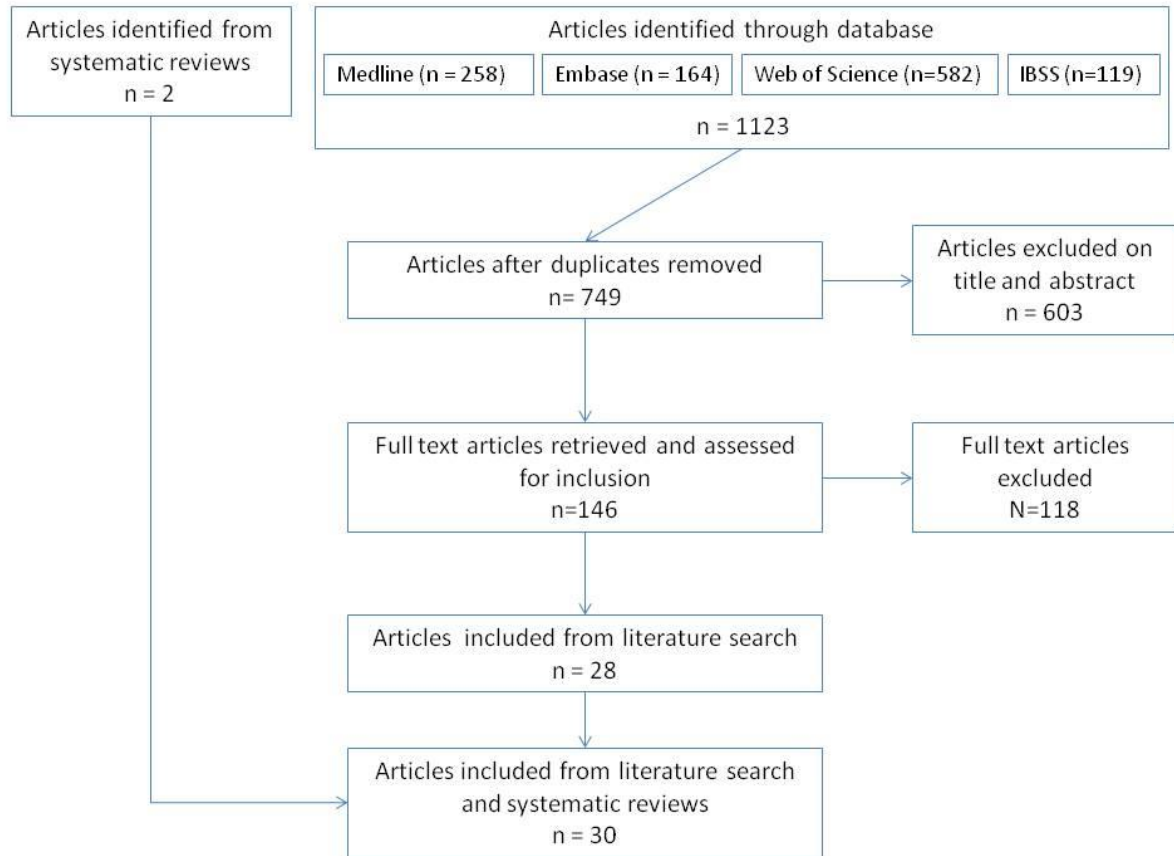 Articles identified from
systematic reviews
n = 2
Articles identified through database
Medline (n = 258)
Embase (n = 164)
Web of Science (n=582)
IBSS (n=119)
n = 1123
Articles after duplicates removed
n= 749
Articles excluded on
title and abstract
n = 603
Full text articles retrieved and assessed
for inclusion
n=146
Full text articles
excluded
N=118
Articles included from literature search
n = 28
Articles included from literature search
and systematic reviews
n = 30